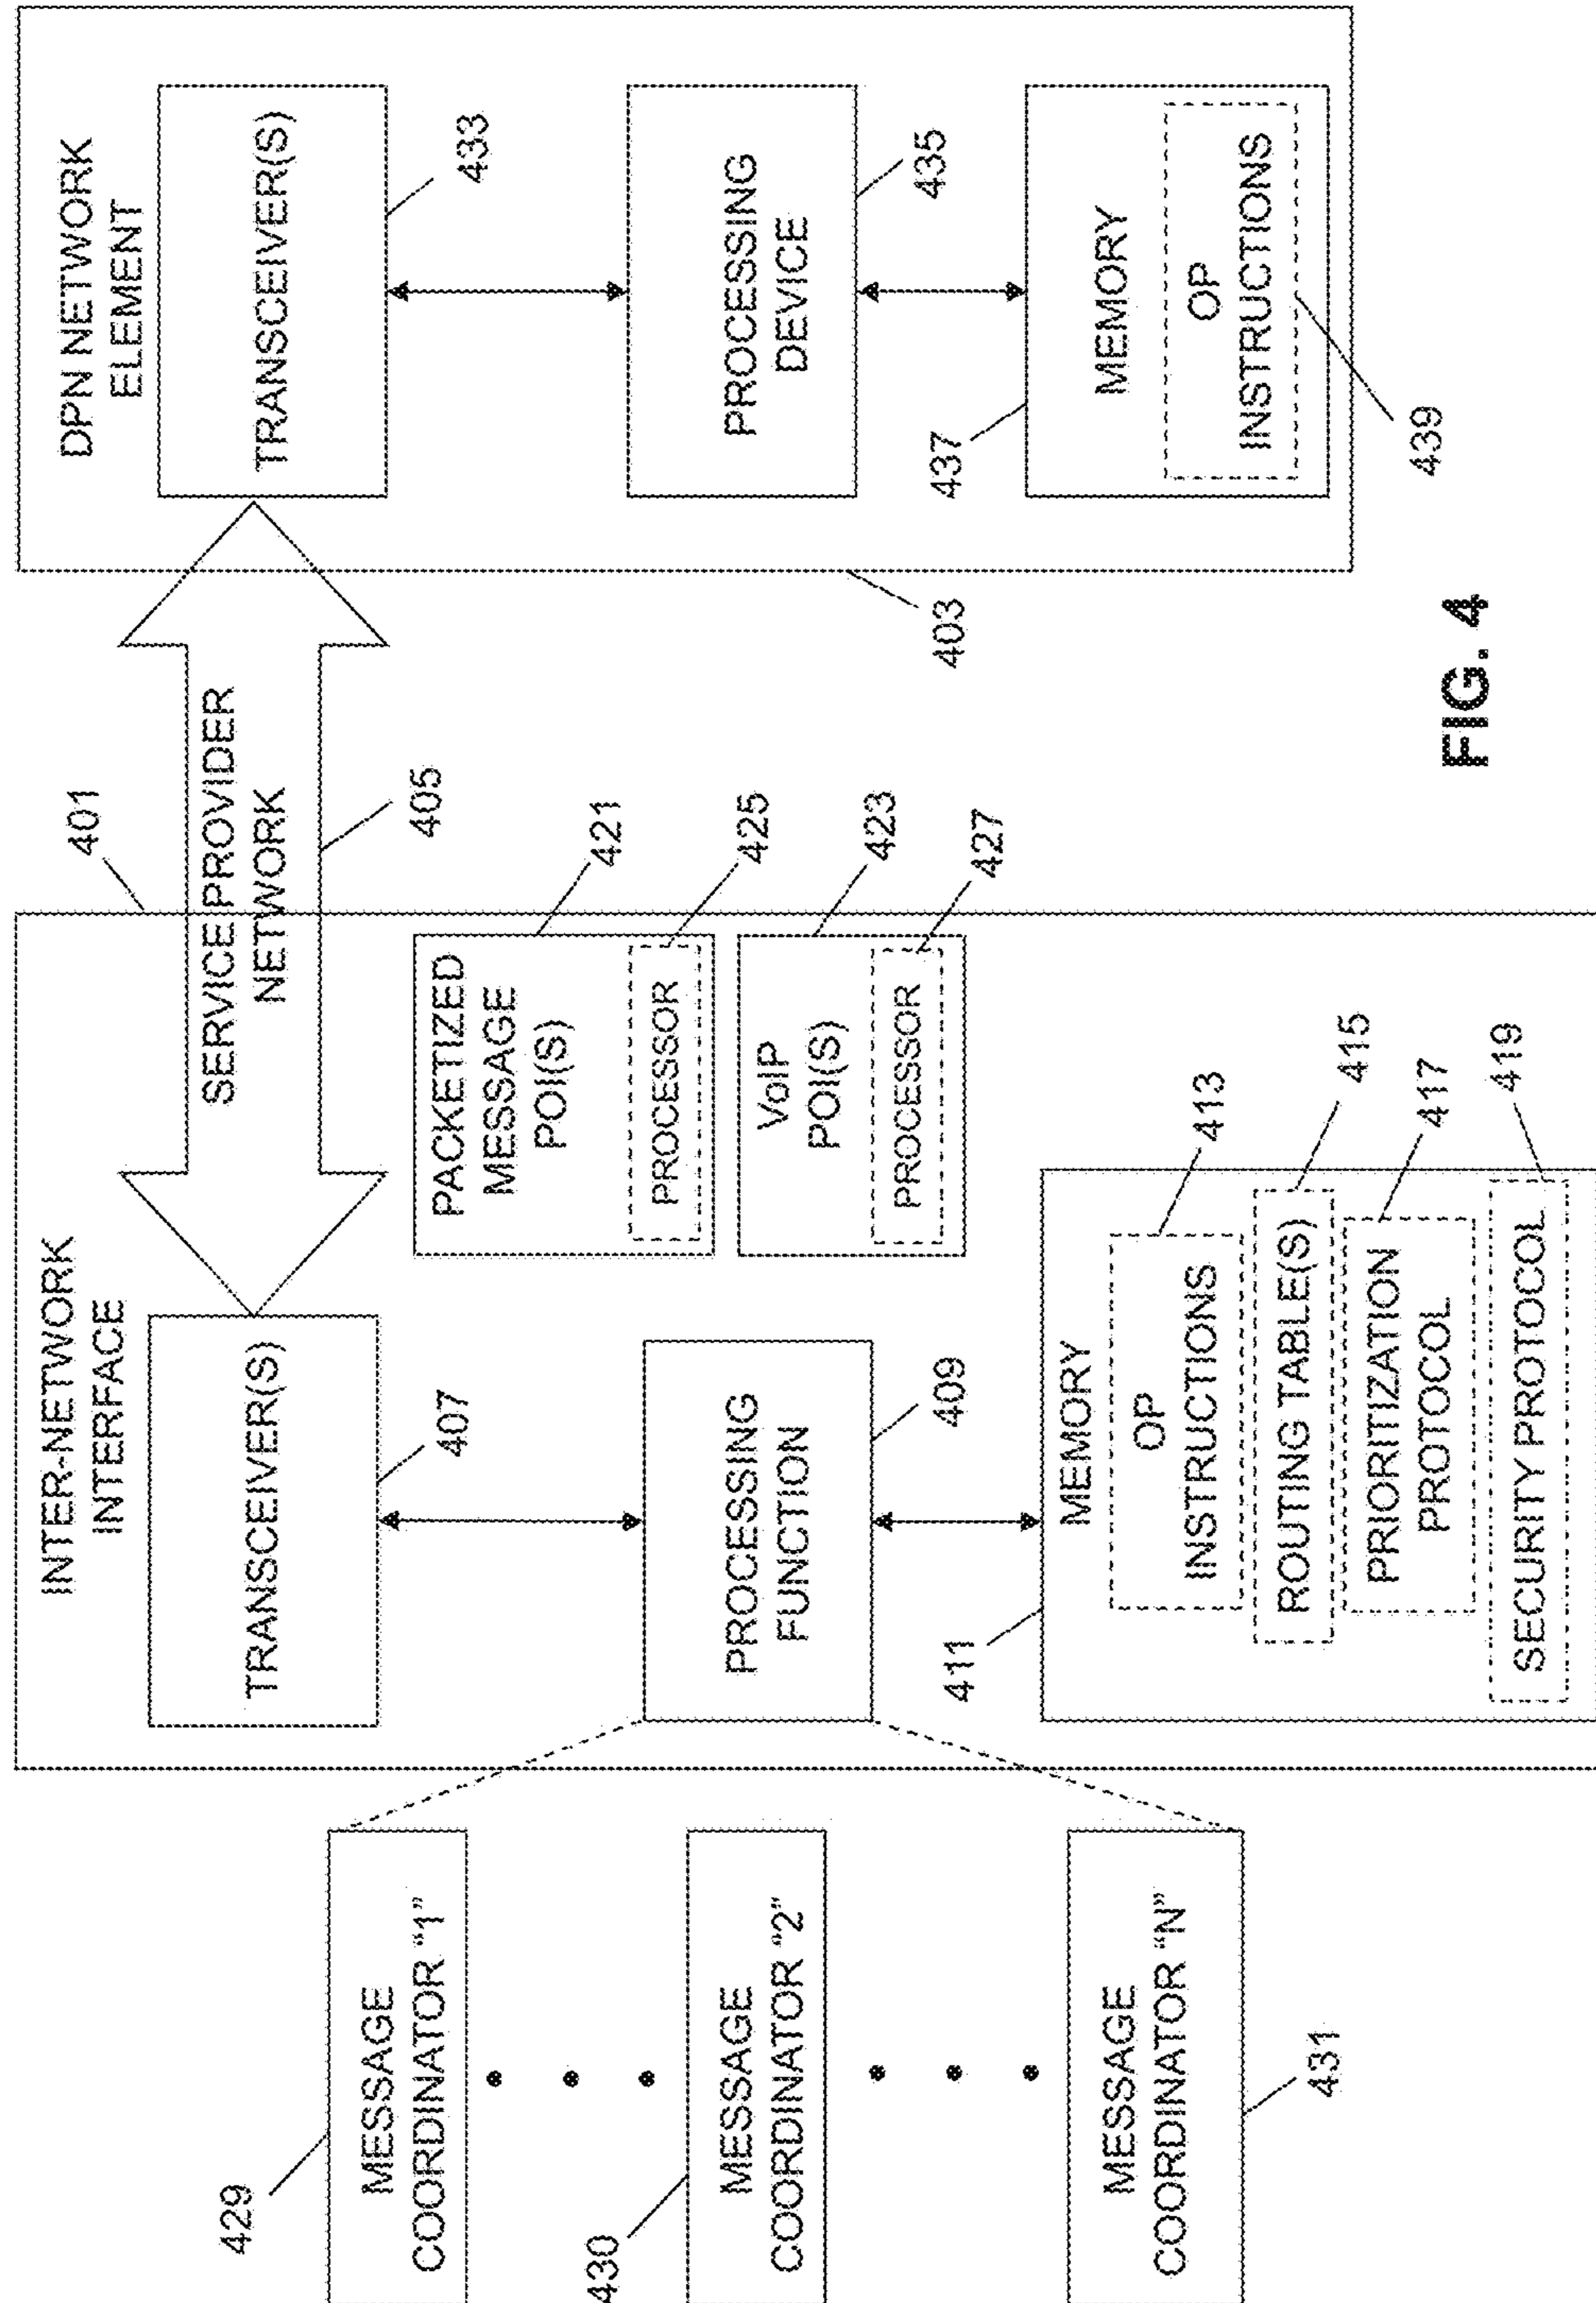 429
MESSAGE
COORDINATOR "1"
430
MESSAGE
COORDINATOR "2"
MESSAGE
COORDINATOR "N"
431
INTER-NETWORK
INTERFACE
401
TRANSCEIVER(S)
407
PROCESSING
FUNCTION
409
411
MEMORY
OP
INSTRUCTIONS
413
ROUTING TABLE(S)
415
PRIORITIZATION
PROTOCOL
417
SECURITY PROTOCOL
419
PACKETIZED
MESSAGE
POI(S)
421
PROCESSOR
425
VoIP
POI(S)
423
PROCESSOR
427
SERVICE PROVIDER
NETWORK
405
DPN NETWORK
ELEMENT
TRANSCEIVER(S)
433
PROCESSING
DEVICE
435
437
MEMORY
OP
INSTRUCTIONS
439
403
FIG. 4